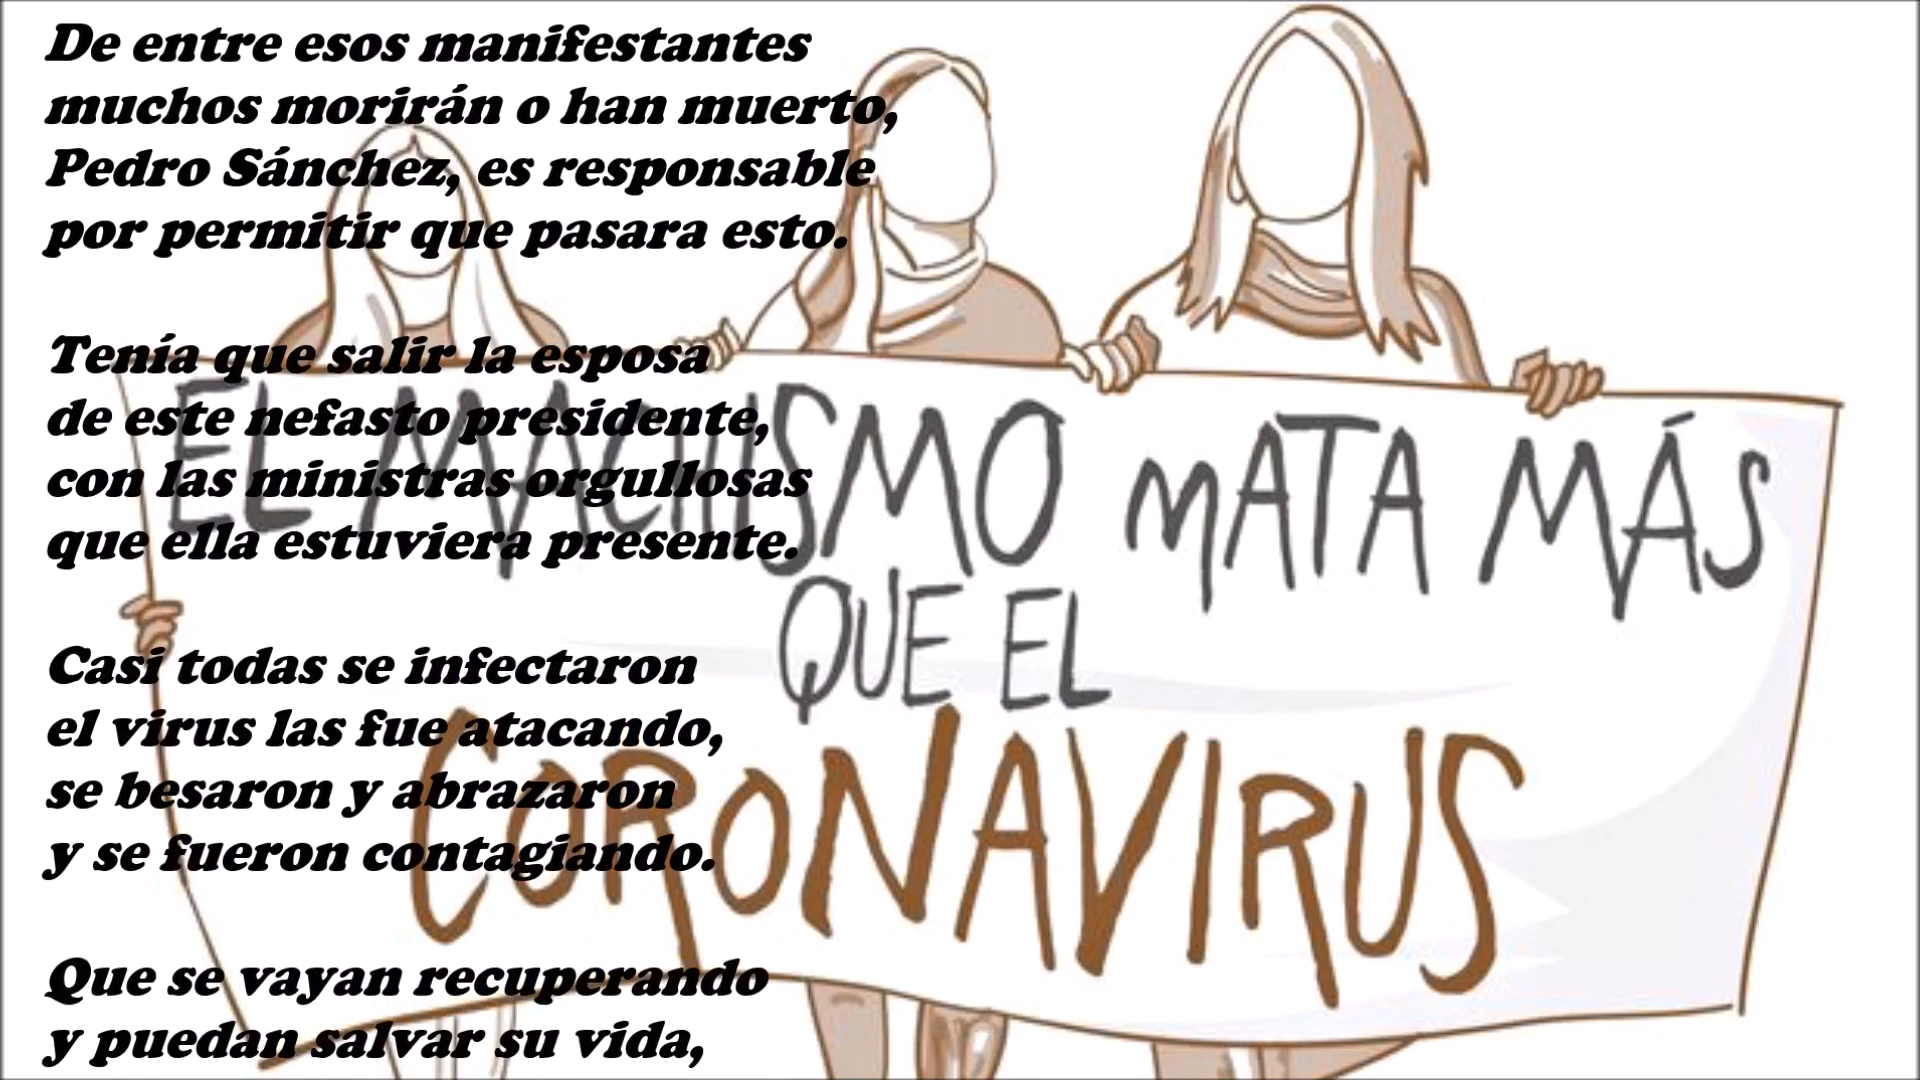 De entre esos manifestantes
muchos morirán o han muerto,
Pedro Sánchez, es responsable
por permitir que pasara esto.
Tenía que salir la esposa
de este nefasto presidente,
con las ministras orgullosas
que ella estuviera presente.
Casi todas se infectaron
el virus las fue atacando,
se besaron y abrazaron
y se fueron contagiando.
Que se vayan recuperando
y puedan salvar su vida,
EL MACHISMO MATA MÁS
QUE EL
CORONAVIRUS